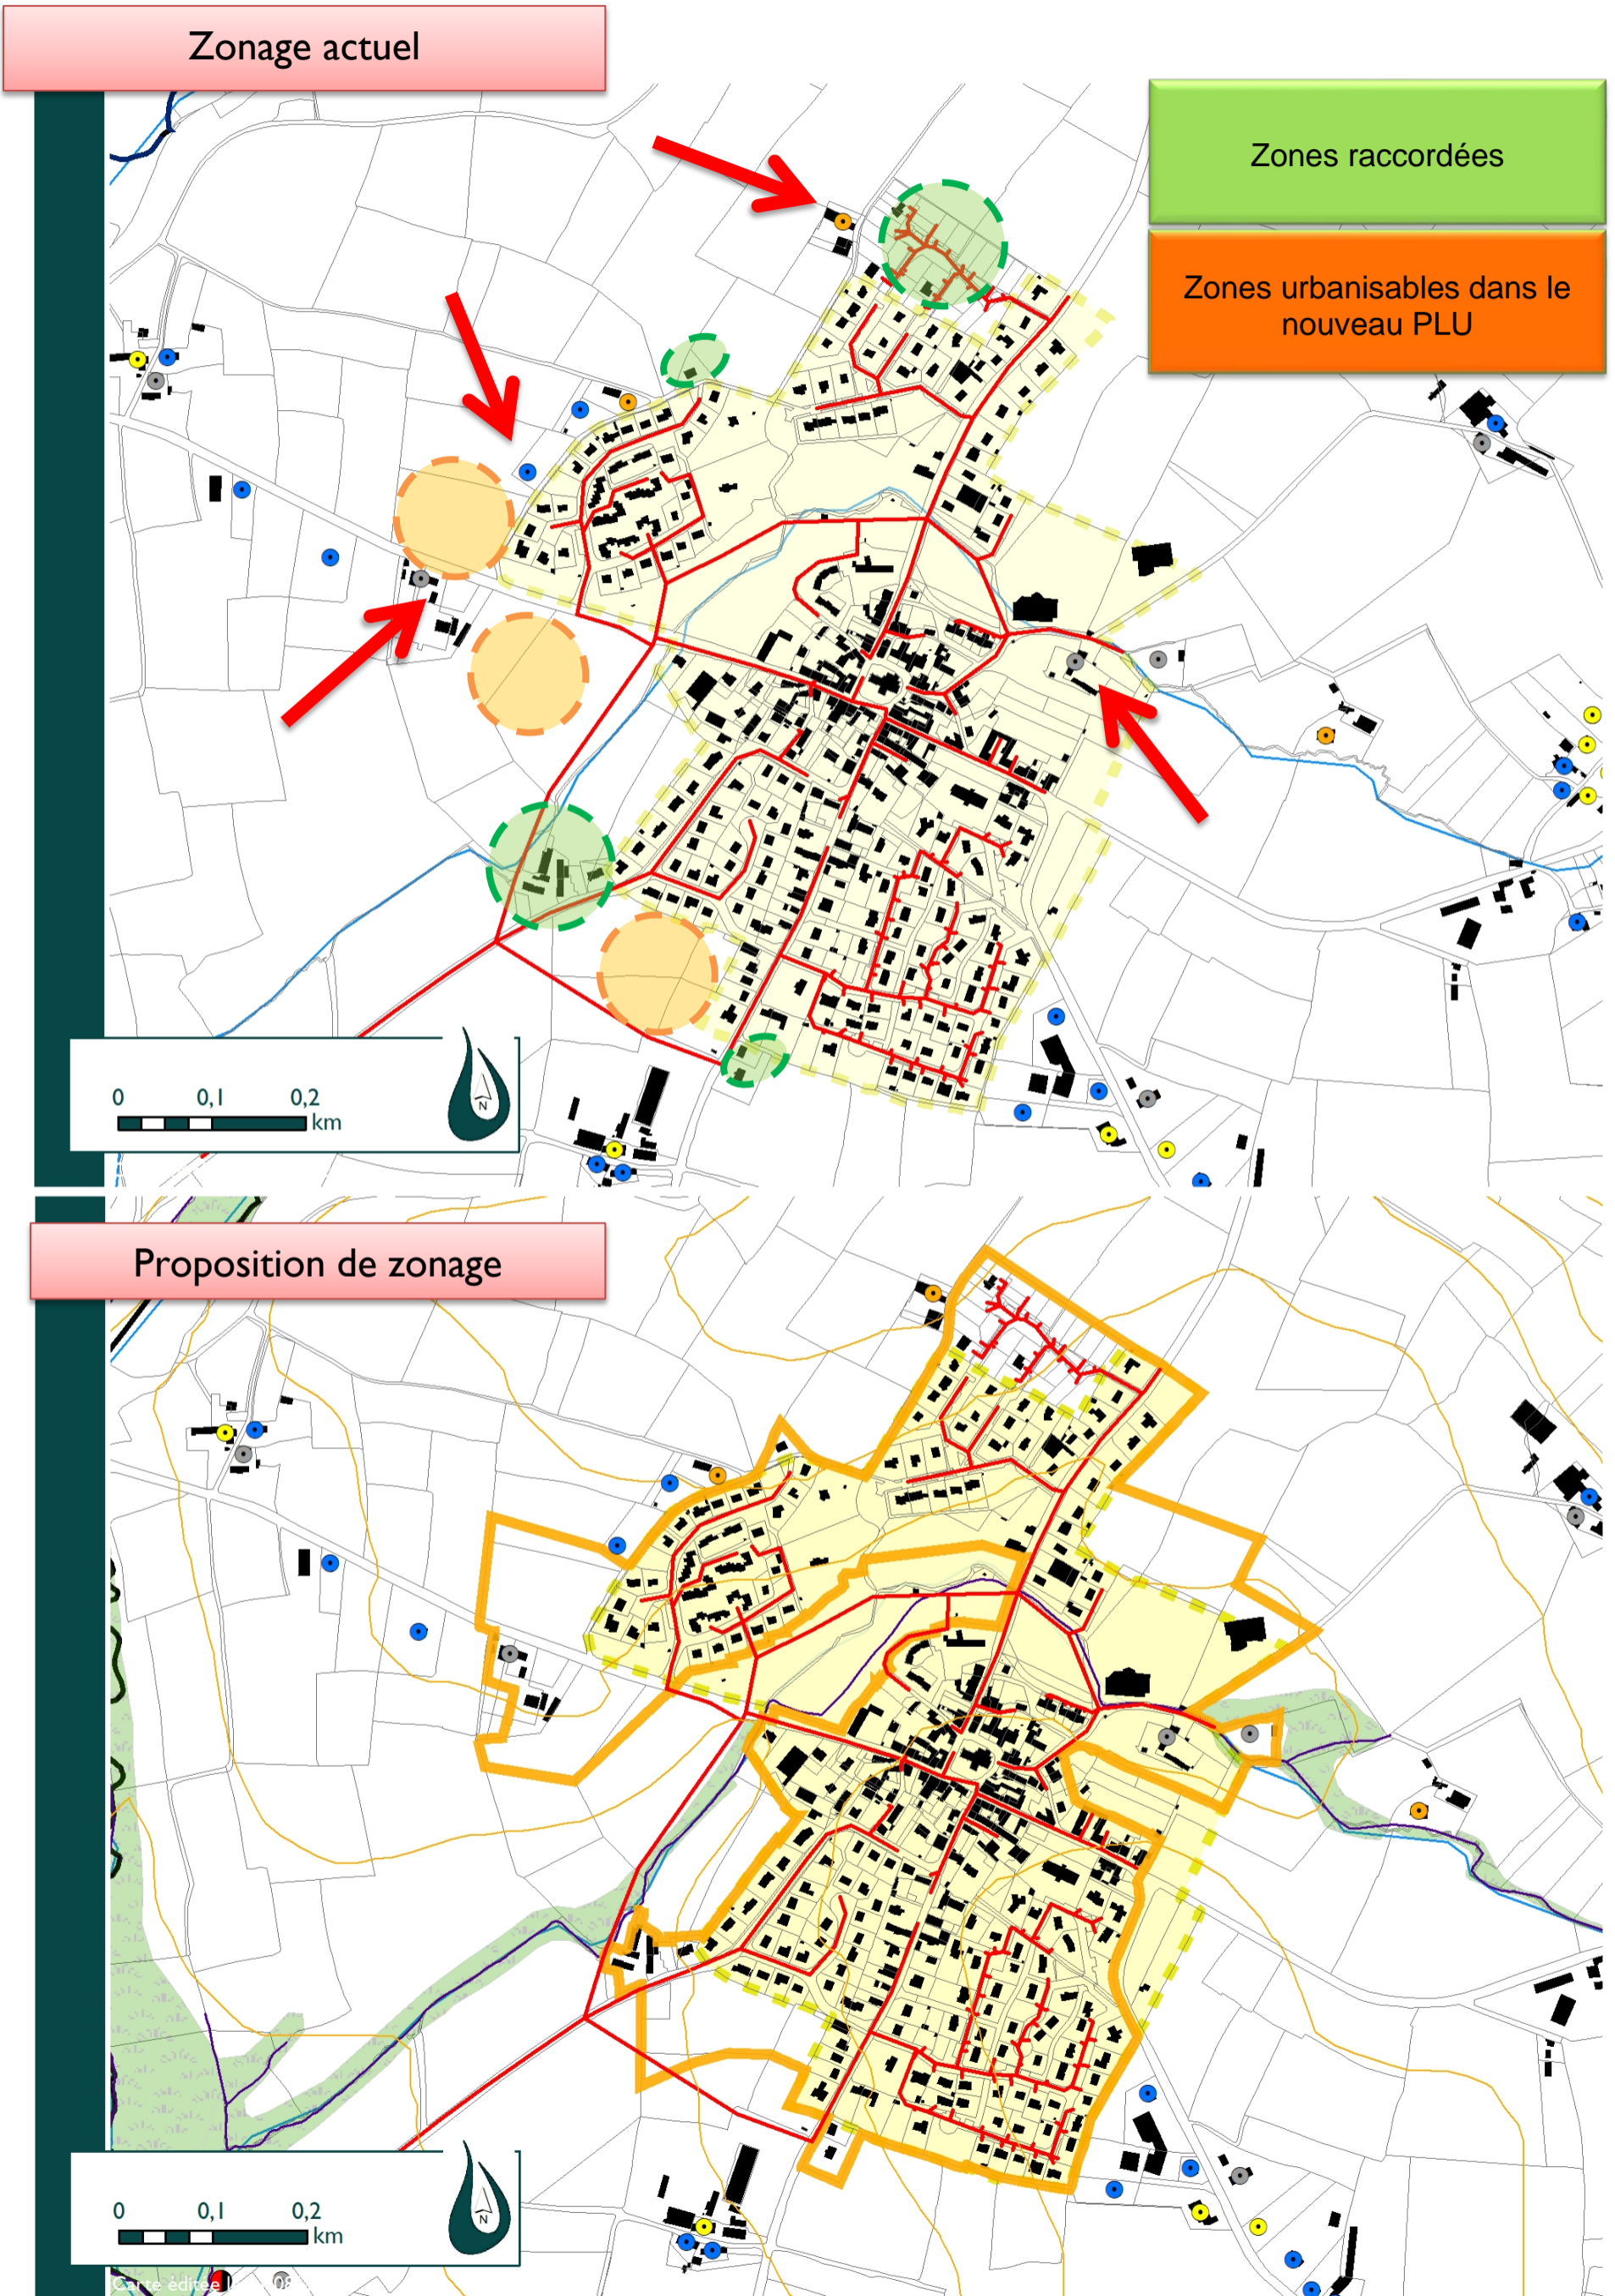 Zonage actuel
Zones raccordées
Zones urbanisables dans le
nouveau PLU
0 0,1 0,2
km
N
Proposition de zonage
0 0,1 0,2
km
N
Carte éditée